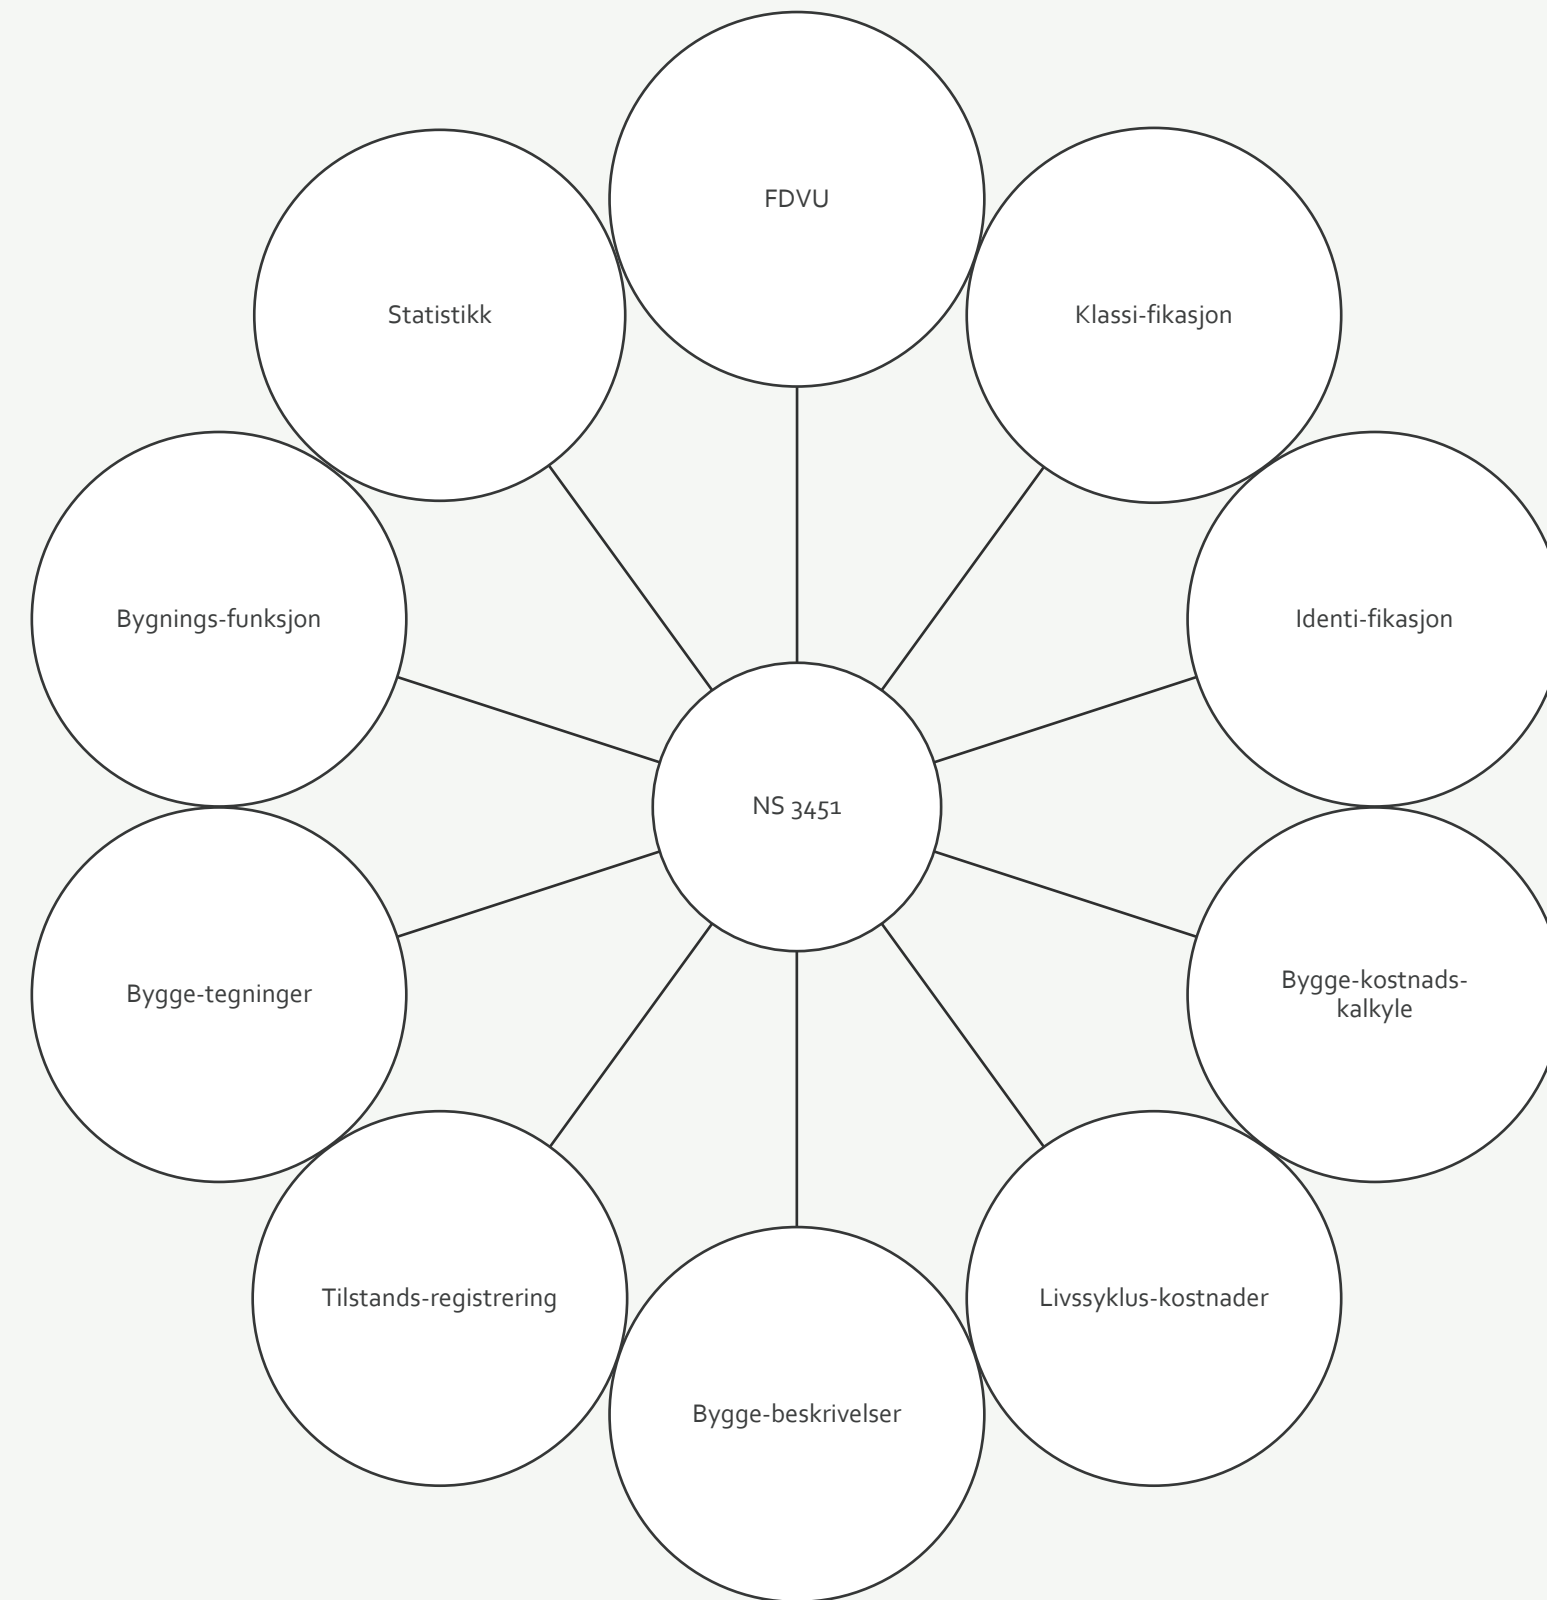 FDVU
Statistikk
Klassi-fikasjon
Bygnings-funksjon
Identi-fikasjon
NS 3451
Bygge-tegninger
Bygge-kostnads-
kalkyle
Tilstands-registrering
Livssyklus-kostnader
Bygge-beskrivelser